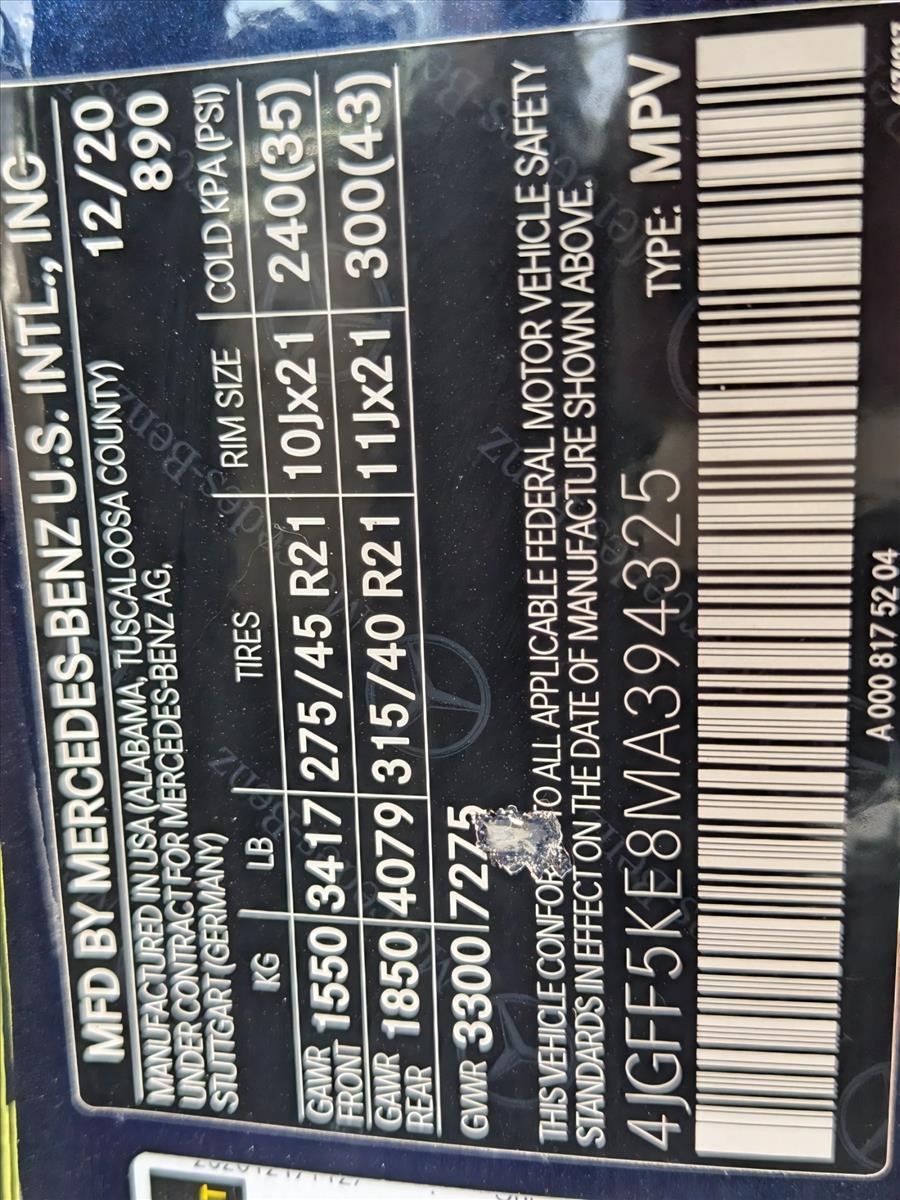 MFD BY MERCEDES-BENZ U.S. INTL., INC
MANUFACTURED IN USA (ALABAMA, TUSCALOOSA COUNTY) 12/20
UNDER CONTRACT FOR MERCEDES-BENZ AG, 890
STUTTGART (GERMANY)
KG LB TIRES RIM SIZE COLD KPA (PSI)
GAWR FRONT 1550 3417 275/45 R21 10Jx21 240(35)
GAWR REAR 1850 4079 315/40 R21 11Jx21 300(43)
GVWR 3300 7275
THIS VEHICLE CONFOR TO ALL APPLICABLE FEDERAL MOTOR VEHICLE SAFETY
STANDARDS IN EFFECT ON THE DATE OF MANUFACTURE SHOWN ABOVE.
4JGFF5KE8MA394325 TYPE: MPV
A 000 817 52 04